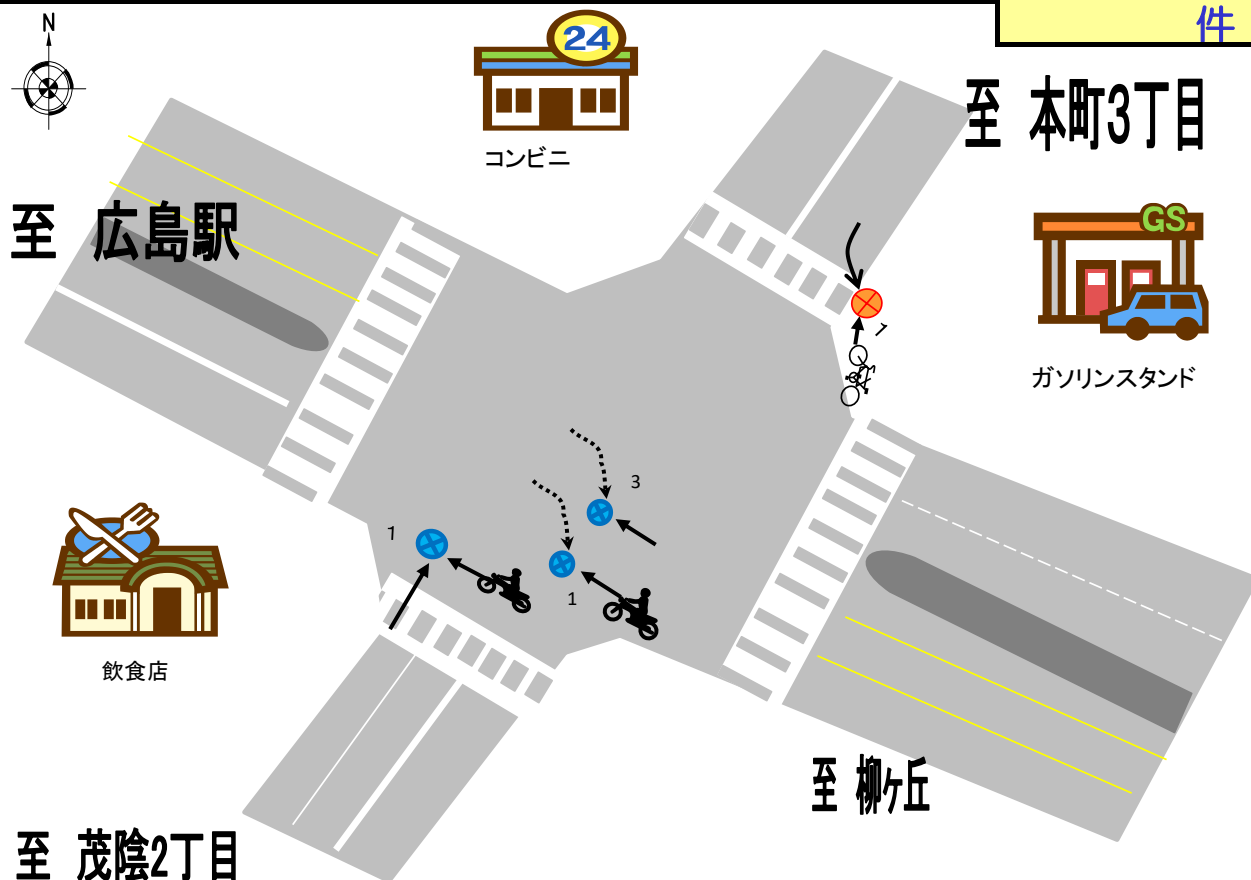 件
N
24
コンビニ
至 本町3丁目
至 広島駅
GS
ガソリンスタンド
1
3
1
1
飲食店
至 柳ヶ丘
至 茂陰2丁目